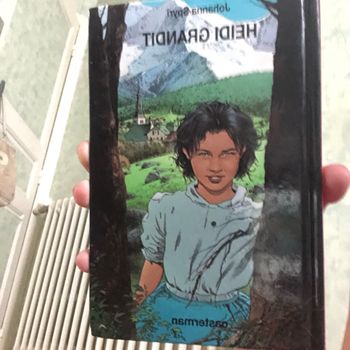 Johanna Spyri
HEIDI GRANDIT
casterman